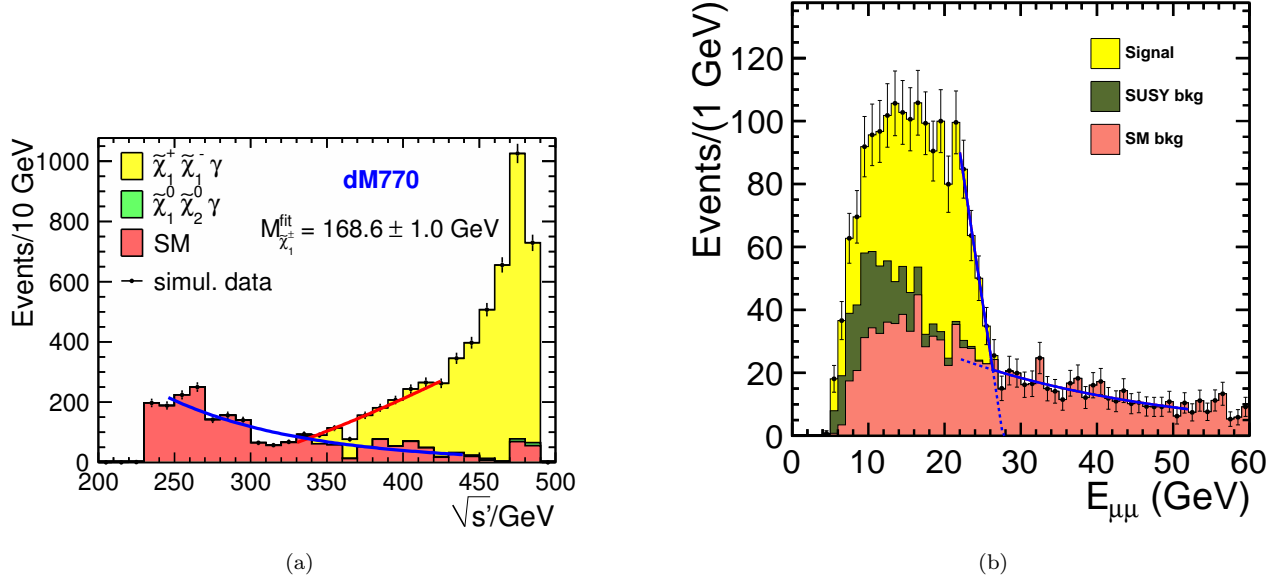 Events/10 GeV
1000
800
600
400
200
0
χ̃₁⁺ χ̃₁⁻ γ
χ̃₁⁰ χ̃₂⁰ γ
SM
simul. data
dM770
M^fit_χ̃₁± = 168.6 ± 1.0 GeV
200 250 300 350 400 450 500
√s'/GeV
(a)
Events/(1 GeV)
120
100
80
60
40
20
0
Signal
SUSY bkg
SM bkg
0 10 20 30 40 50 60
E_μμ (GeV)
(b)